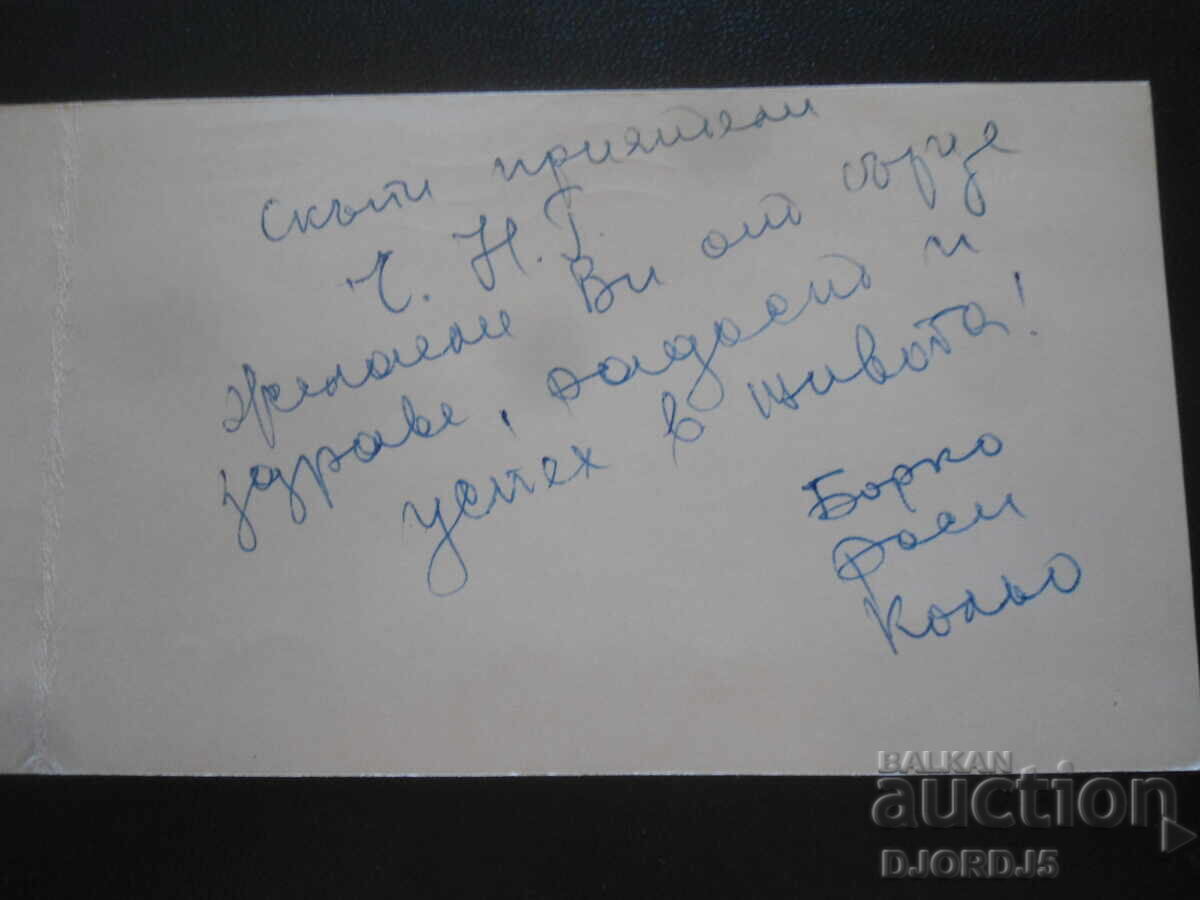 Скъпи приятели
Ч. Н. Г.
Желаем Ви от сърце
здраве, радост и
успех в живота!
Борко
Роси
Кольо
BALKAN
auction
DJORDJ5